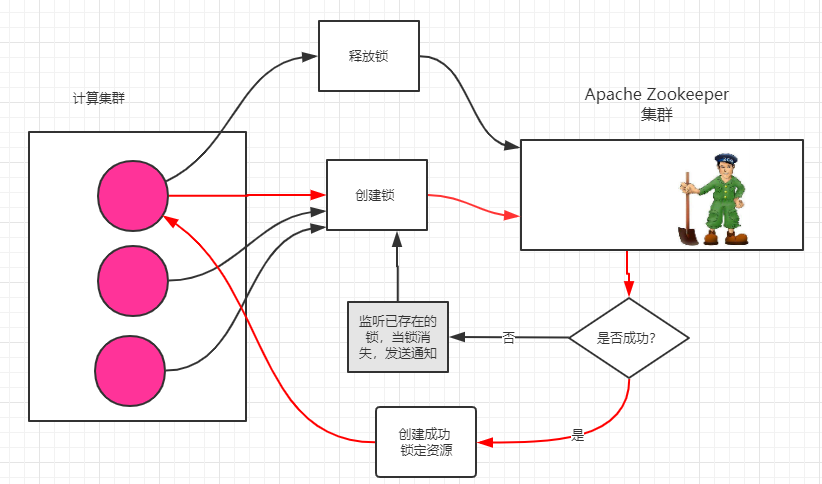 释放锁
计算集群
Apache Zookeeper
集群
创建锁
监听已存在的
锁，当锁消
失，发送通知
否
是否成功?
是
创建成功
锁定资源